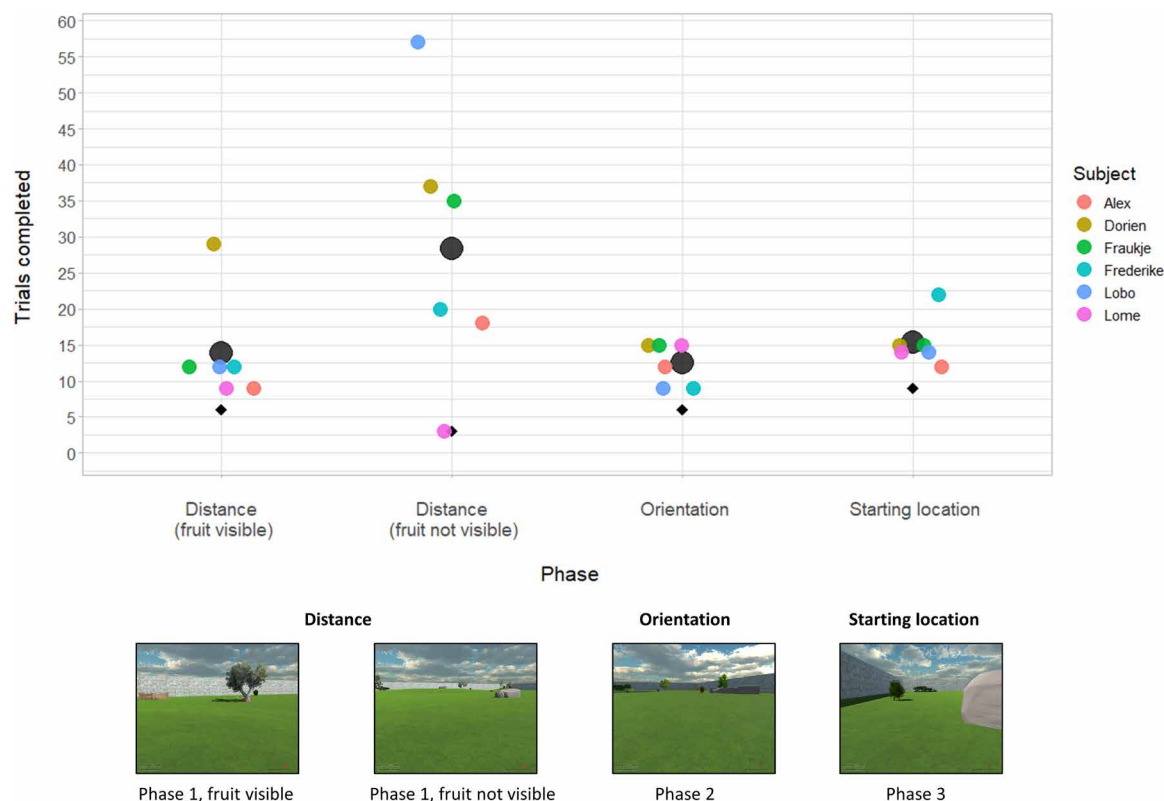 60
55
50
45
40
35
30
25
20
15
10
5
0
Trials completed
Distance
(fruit visible)
Distance
(fruit not visible)
Orientation
Starting location
Phase
Subject
Alex
Dorien
Fraukje
Frederike
Lobo
Lome
Distance
Orientation
Starting location
Phase 1, fruit visible
Phase 1, fruit not visible
Phase 2
Phase 3